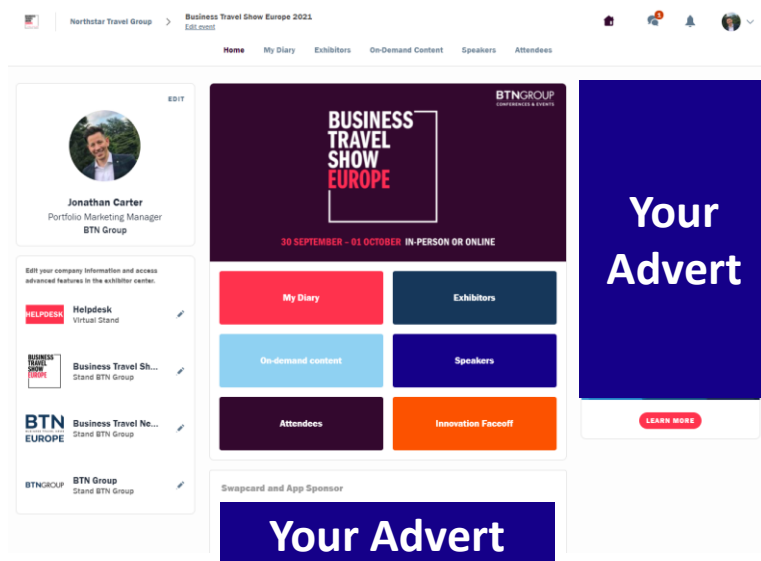 Northstar Travel Group
Business Travel Show Europe 2021
Edit event
1
Home My Diary Exhibitors On-Demand Content Speakers Attendees
EDIT
Jonathan Carter
Portfolio Marketing Manager
BTN Group
Edit your company information and access
advanced features in the exhibitor center.
HELPDESK
Helpdesk
Virtual Stand
BUSINESS
TRAVEL
SHOW
EUROPE
Business Travel Sh...
Stand BTN Group
BTN
EUROPE
Business Travel Ne...
Stand BTN Group
BTNGROUP
BTN Group
Stand BTN Group
BTNGROUP
CONFERENCES & EVENTS
BUSINESS
TRAVEL
SHOW
EUROPE
30 SEPTEMBER - 01 OCTOBER IN-PERSON OR ONLINE
My Diary
Exhibitors
On-demand content
Speakers
Attendees
Innovation Faceoff
Swapcard and App Sponsor
Your Advert
Your
Advert
LEARN MORE